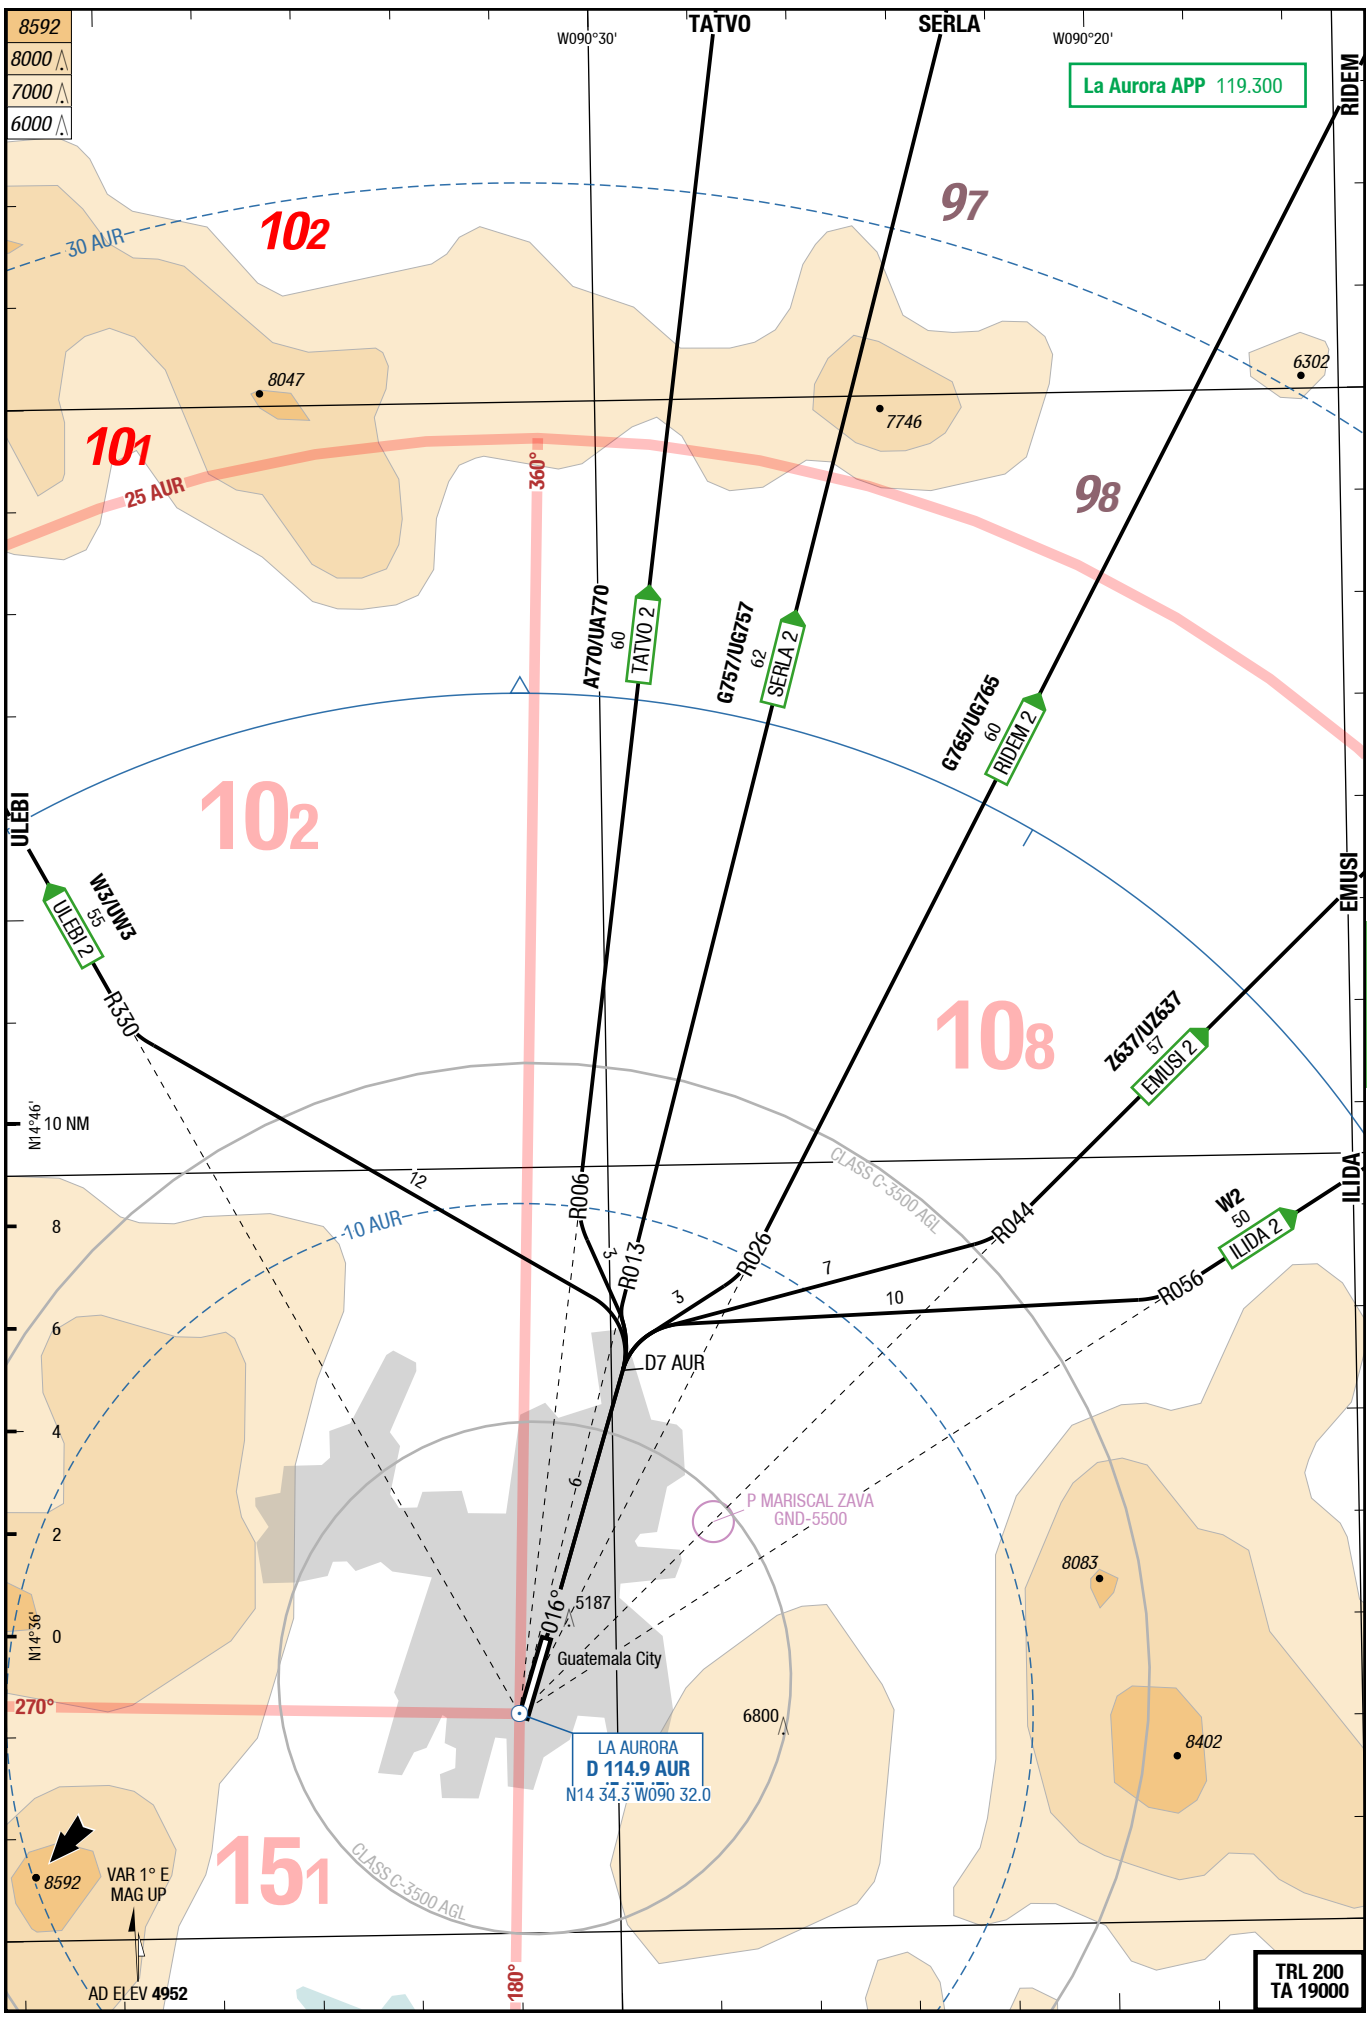 8592
8000
7000
6000
TATVO
SERLA
W090°30'
W090°20'
RIDEM
La Aurora APP 119.300
102
97
30 AUR
6302
8047
7746
101
98
25 AUR
360°
A770/UA770
60
TATVO 2
G757/UG757
62
SERLA 2
G765/UG765
60
RIDEM 2
102
ULEBI
W3/UW3
55
ULEBI 2
R330
EMUSI
Z637/UZ637
57
EMUSI 2
108
N14°46'
10 NM
12
CLASS C-3500 AGL
ILIDA
W2
50
ILIDA 2
R006
R013
R026
R044
R056
8
10 AUR
3
3
7
10
6
D7 AUR
4
6
P MARISCAL ZAVA
GND-5500
2
8083
016°
5187
N14°36'
0
Guatemala City
270°
6800
8402
LA AURORA
D 114.9 AUR
N14 34.3 W090 32.0
151
CLASS C-3500 AGL
8592
VAR 1° E
MAG UP
AD ELEV 4952
180°
TRL 200
TA 19000